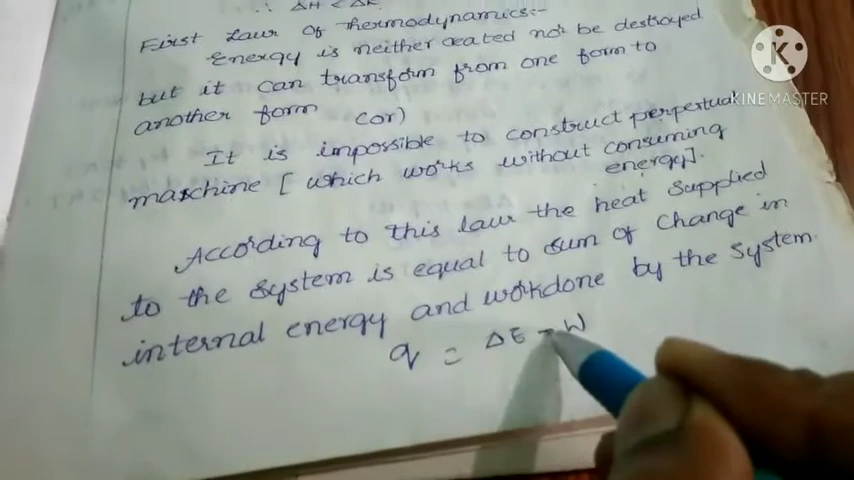 ∴ ΔH < ΔE
First Law Of Thermodynamics:-
Energy is neither ceated nor be destroyed
but it can transform from one form to
another form (or)
It is impossible to construct perpetual
maschine [which works without consuming
energy].
According to this law the heat supplied
to the system is equal to sum of change in
internal energy and workdone by the system
q = ΔE - W
K
KINEMASTER